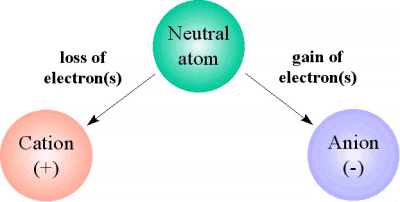 Neutral
atom
loss of
electron(s)
gain of
electron(s)
Cation
(+)
Anion
(-)